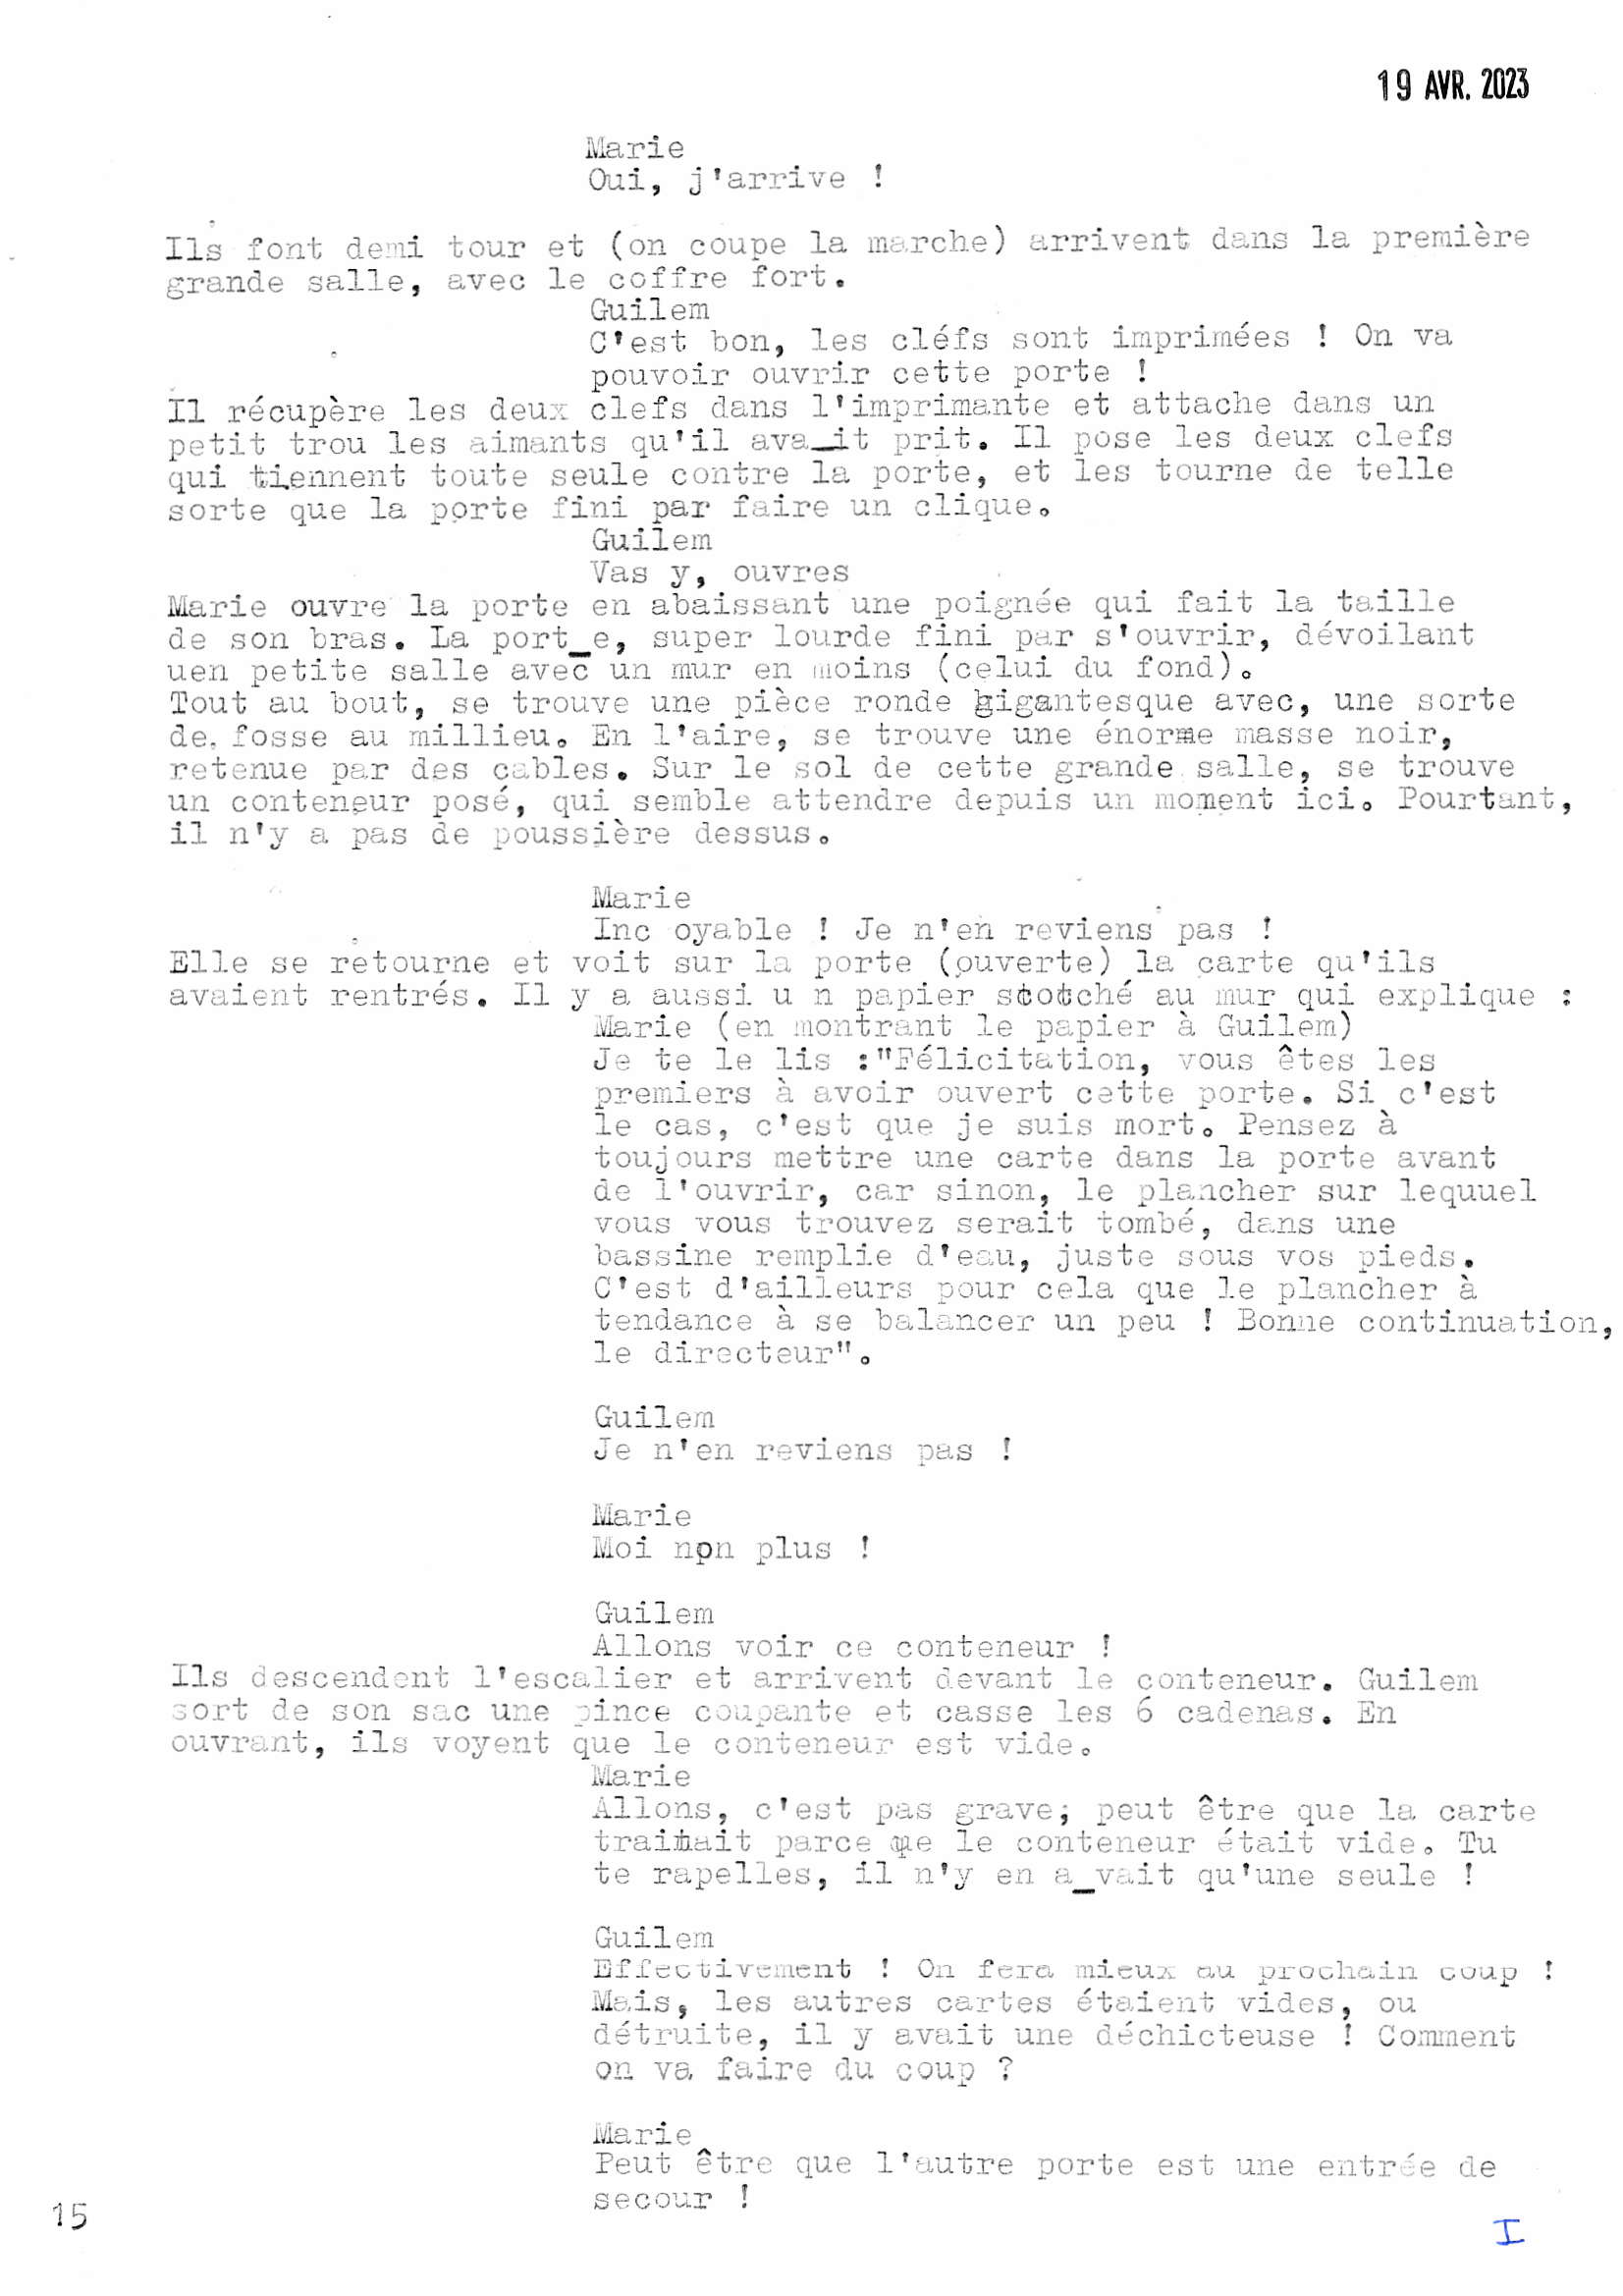 19 AVR. 2023
Marie
Oui, j'arrive !
Ils font demi tour et (on coupe la marche) arrivent dans la première
grande salle, avec le coffre fort.
Guilem
C'est bon, les cléfs sont imprimées ! On va
pouvoir ouvrir cette porte !
Il récupère les deux clefs dans l'imprimante et attache dans un
petit trou les aimants qu'il ava_it prit. Il pose les deux clefs
qui tiennent toute seule contre la porte, et les tourne de telle
sorte que la porte fini par faire un clique.
Guilem
Vas y, ouvres
Marie ouvre la porte en abaissant une poignée qui fait la taille
de son bras. La port_e, super lourde fini par s'ouvrir, dévoilant
uen petite salle avec un mur en moins (celui du fond).
Tout au bout, se trouve une pièce ronde gigantesque avec, une sorte
de fosse au millieu. En l'aire, se trouve une énorme masse noir,
retenue par des cables. Sur le sol de cette grande salle, se trouve
un conteneur posé, qui semble attendre depuis un moment ici. Pourtant,
il n'y a pas de poussière dessus.
Marie
Inc oyable ! Je n'en reviens pas !
Elle se retourne et voit sur la porte (ouverte) la carte qu'ils
avaient rentrés. Il y a aussi u n papier scotché au mur qui explique :
Marie (en montrant le papier à Guilem)
Je te le lis :"Félicitation, vous êtes les
premiers à avoir ouvert cette porte. Si c'est
le cas, c'est que je suis mort. Pensez à
toujours mettre une carte dans la porte avant
de l'ouvrir, car sinon, le plancher sur lequuel
vous vous trouvez serait tombé, dans une
bassine remplie d'eau, juste sous vos pieds.
C'est d'ailleurs pour cela que le plancher à
tendance à se balancer un peu ! Bonne continuation,
le directeur".
Guilem
Je n'en reviens pas !
Marie
Moi non plus !
Guilem
Allons voir ce conteneur !
Ils descendent l'escalier et arrivent devant le conteneur. Guilem
sort de son sac une pince coupante et casse les 6 cadenas. En
ouvrant, ils voyent que le conteneur est vide.
Marie
Allons, c'est pas grave; peut être que la carte
trainait parce que le conteneur était vide. Tu
te rapelles, il n'y en a_vait qu'une seule !
Guilem
Effectivement ! On fera mieux au prochain coup !
Mais, les autres cartes étaient vides, ou
détruite, il y avait une déchicteuse ! Comment
on va faire du coup ?
Marie
Peut être que l'autre porte est une entrée de
secour !
15
I